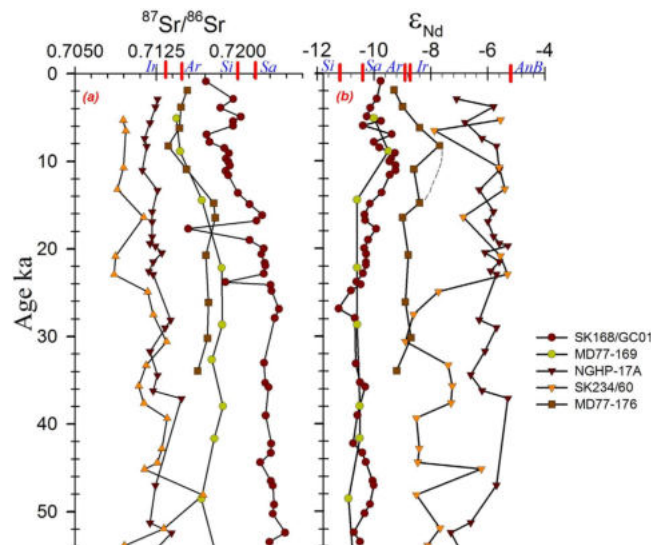 ⁸⁷Sr/⁸⁶Sr
εNd
0.7050 0.7125 0.7200 -12 -10 -8 -6 -4
In Ar Si Sa Si Sa Ar Ir AnB
(a) (b)
0
10
20
30
40
50
Age ka
SK168/GC01
MD77-169
NGHP-17A
SK234/60
MD77-176